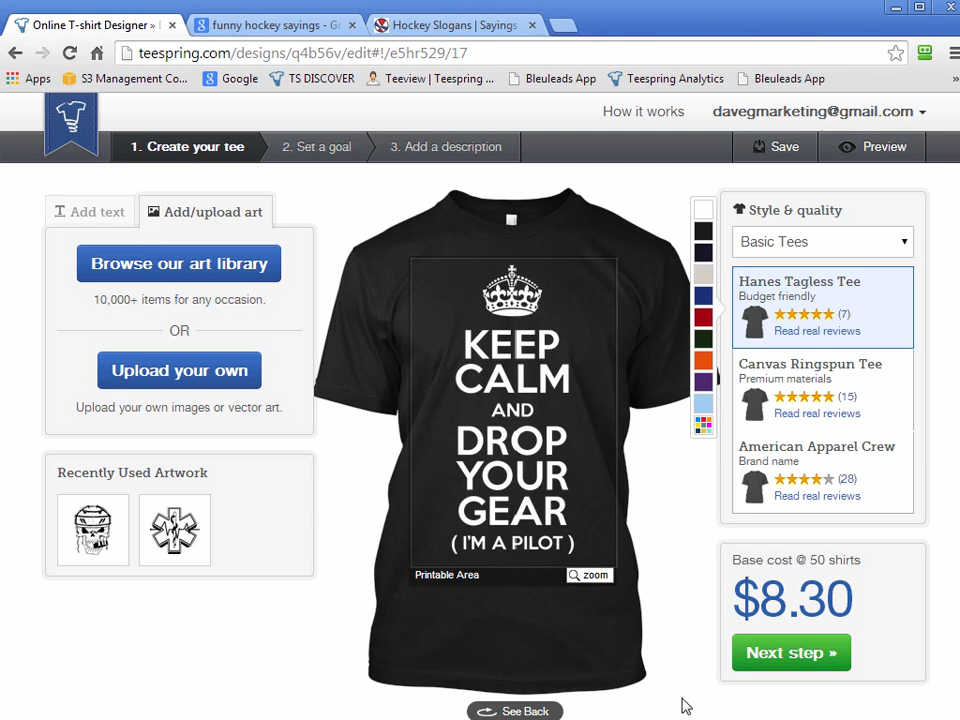 Online T-shirt Designer »
funny hockey sayings - Go
Hockey Slogans | Sayings
teespring.com/designs/q4b56v/edit#!/e5hr529/17
Apps
S3 Management Co...
Google
TS DISCOVER
Teeview | Teespring ...
Bleuleads App
Teespring Analytics
Bleuleads App
»
How it works
davegmarketing@gmail.com
1. Create your tee
2. Set a goal
3. Add a description
Save
Preview
Add text
Add/upload art
Browse our art library
10,000+ items for any occasion.
OR
Upload your own
Upload your own images or vector art.
Recently Used Artwork
KEEP
CALM
AND
DROP
YOUR
GEAR
( I'M A PILOT )
Printable Area
zoom
See Back
Style & quality
Basic Tees
Hanes Tagless Tee
Budget friendly
(7)
Read real reviews
Canvas Ringspun Tee
Premium materials
(15)
Read real reviews
American Apparel Crew
Brand name
(28)
Read real reviews
Base cost @ 50 shirts
$8.30
Next step »